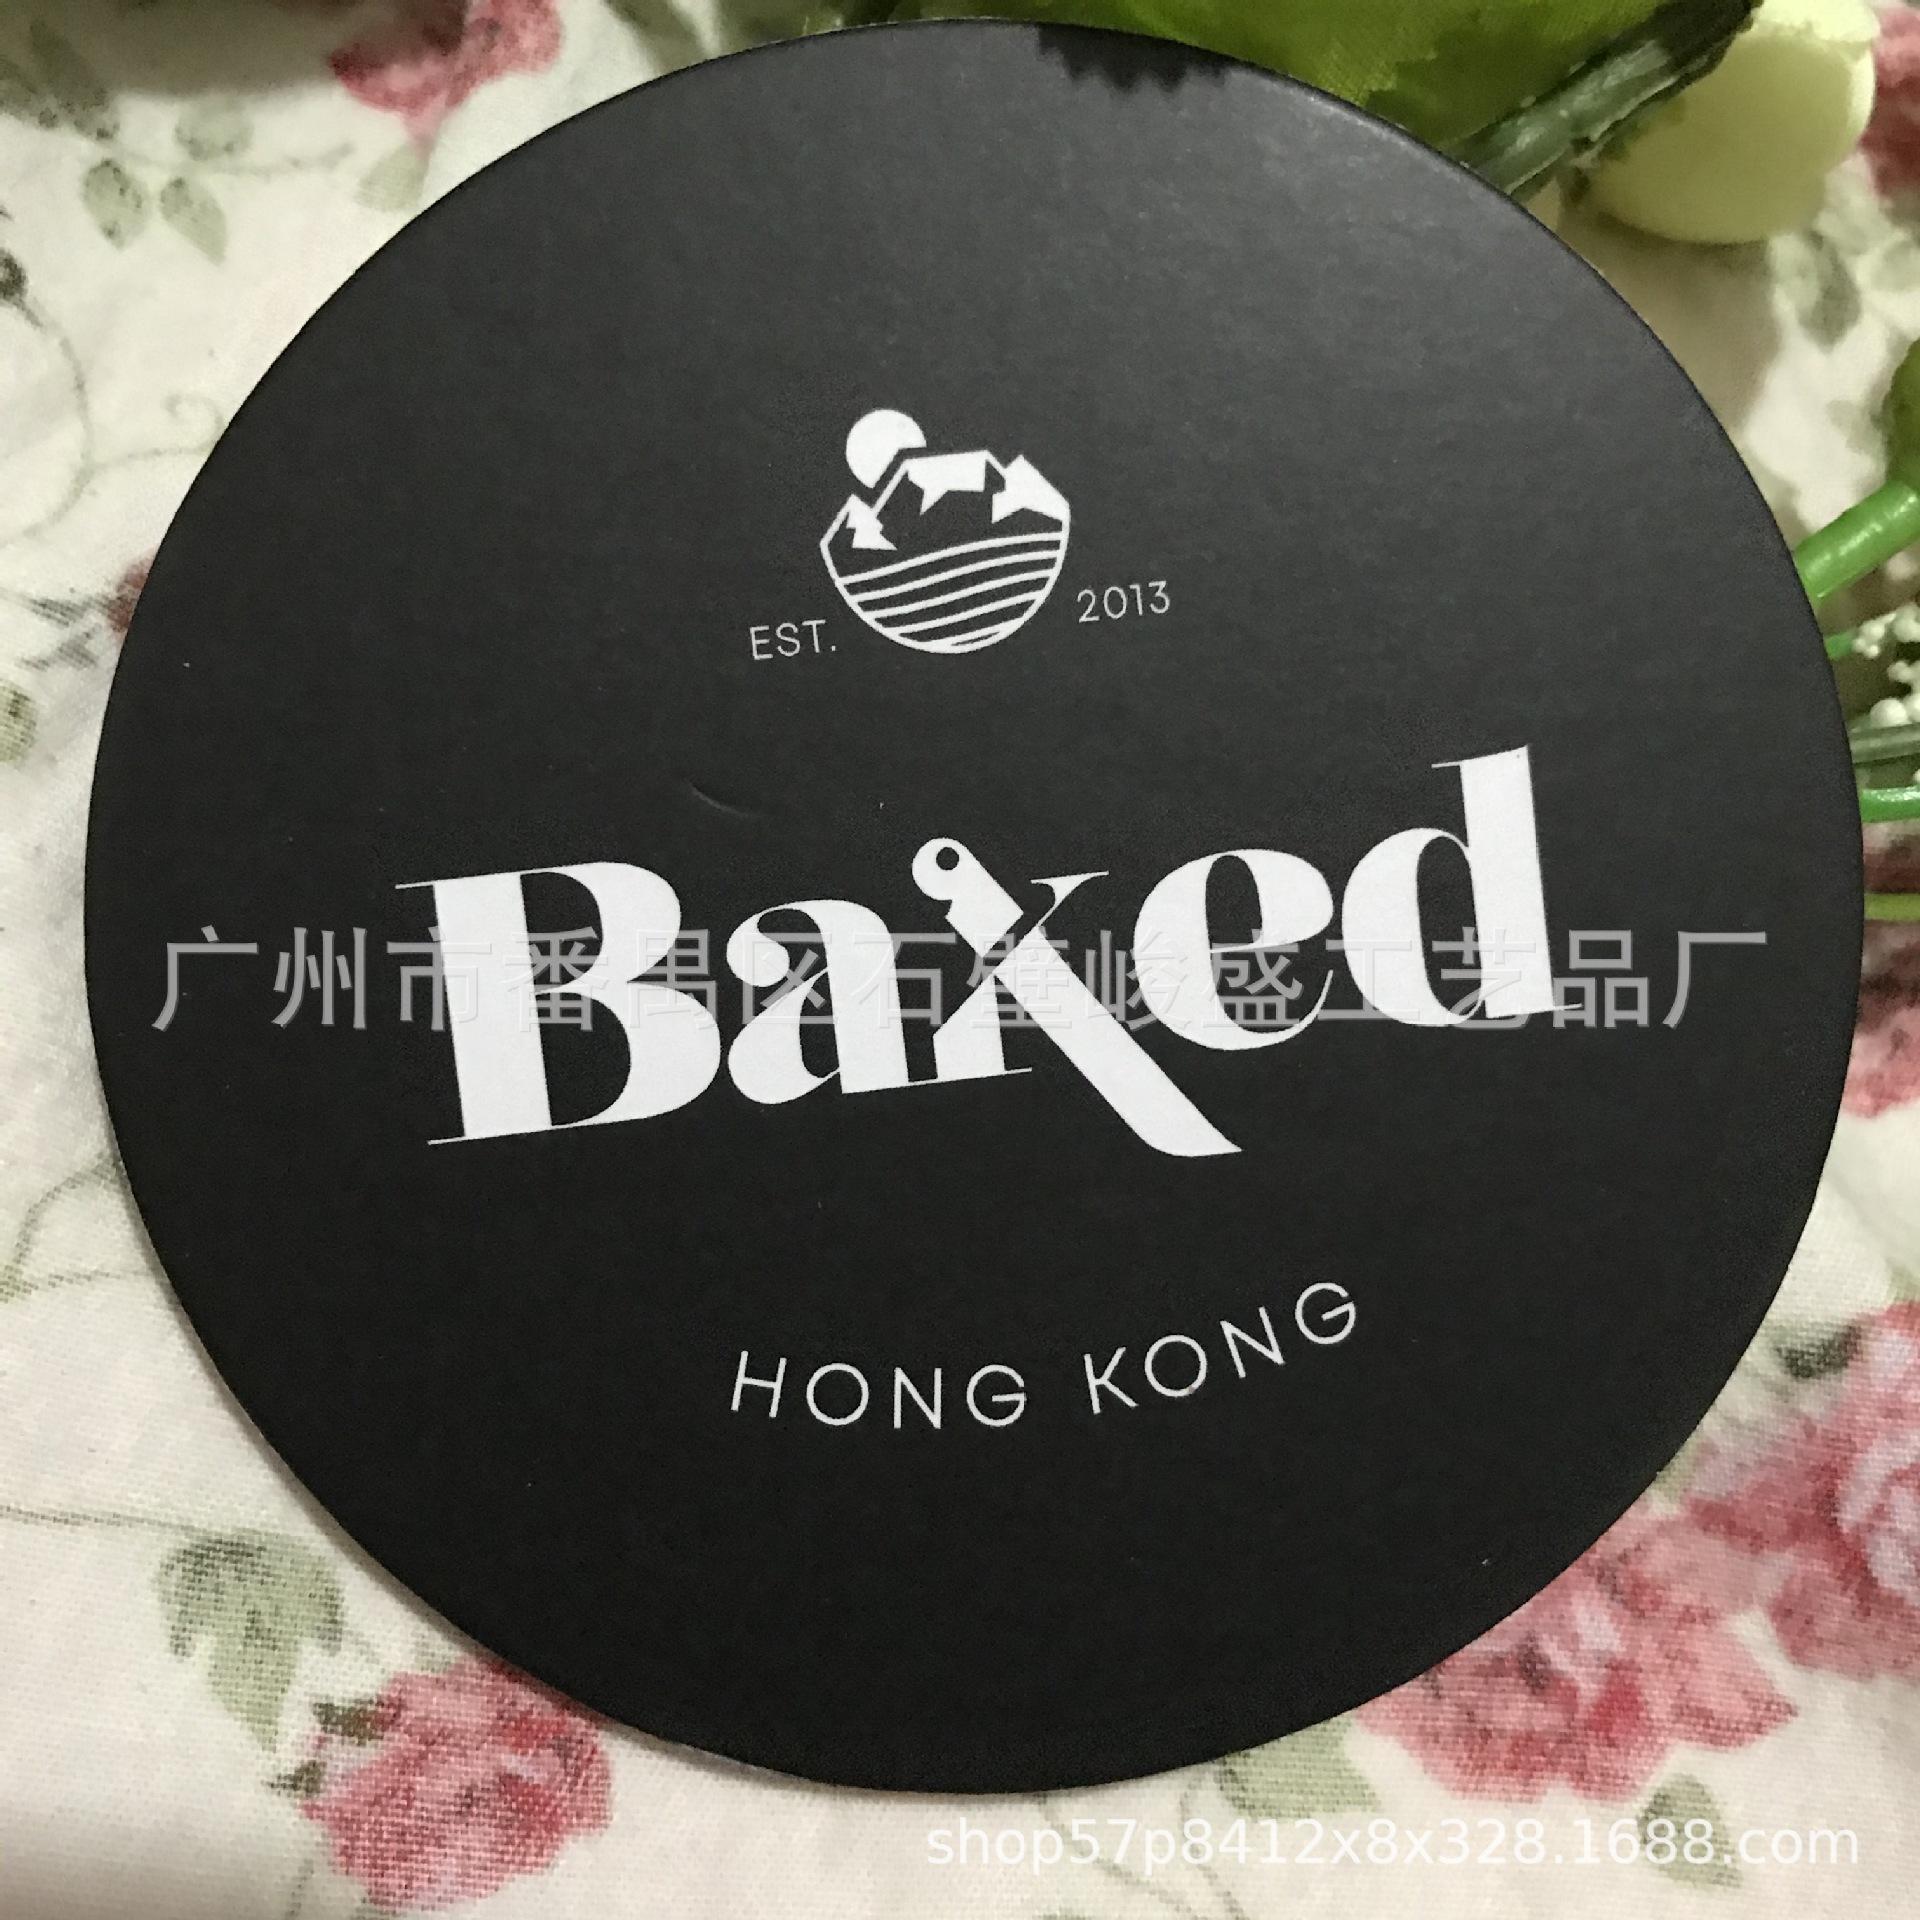 EST. 2013
Baked
广州市番禺区石壁峻盛工艺品厂
HONG KONG
shop57p8412x8x328.1688.com